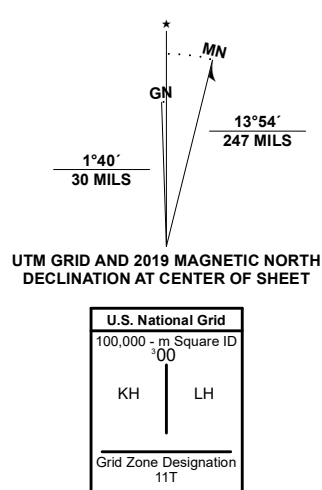 ★
MN
GN
13°54´
247 MILS
1°40´
30 MILS
UTM GRID AND 2019 MAGNETIC NORTH
DECLINATION AT CENTER OF SHEET
U.S. National Grid
100,000 - m Square ID
³00
KH LH
Grid Zone Designation
11T